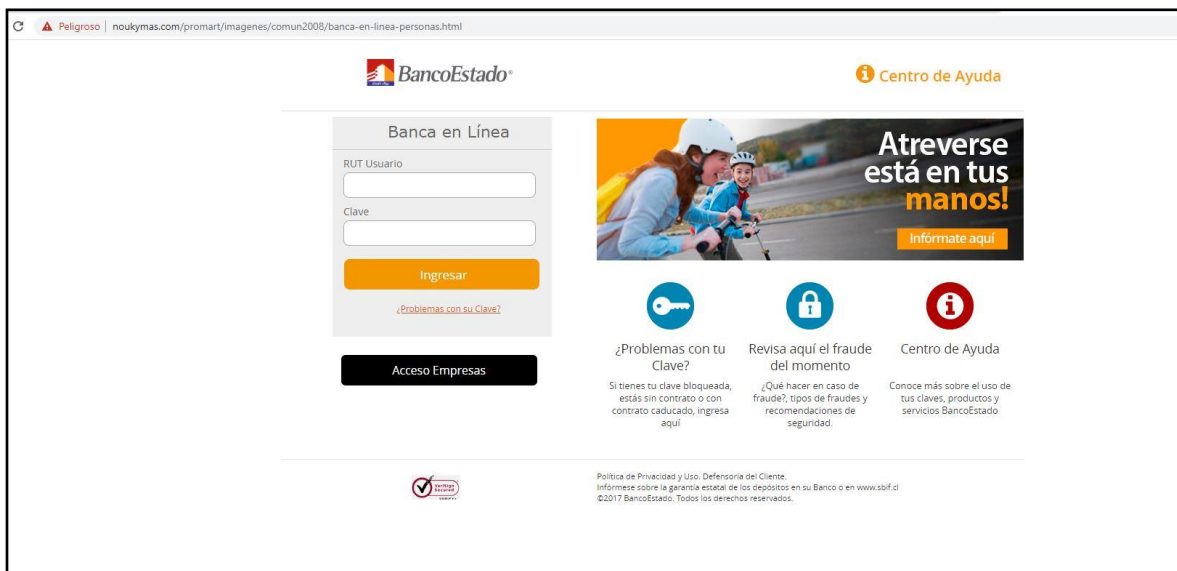 Peligroso | noukymas.com/promart/imagenes/comun2008/banca-en-linea-personas.html
BancoEstado®
Centro de Ayuda
Banca en Línea
RUT Usuario
Clave
Ingresar
¿Problemas con su Clave?
Acceso Empresas
Atreverse
está en tus
manos!
Infórmate aquí
¿Problemas con tu
Clave?
Si tienes tu clave bloqueada,
estás sin contrato o con
contrato caducado, ingresa
aquí
Revisa aquí el fraude
del momento
¿Qué hacer en caso de
fraude?, tipos de fraudes y
recomendaciones de
seguridad.
Centro de Ayuda
Conoce más sobre el uso de
tus claves, productos y
servicios BancoEstado
VeriSign
Secured
Política de Privacidad y Uso. Defensoría del Cliente.
Infórmese sobre la garantía estatal de los depósitos en su Banco o en www.sbif.cl
©2017 BancoEstado. Todos los derechos reservados.